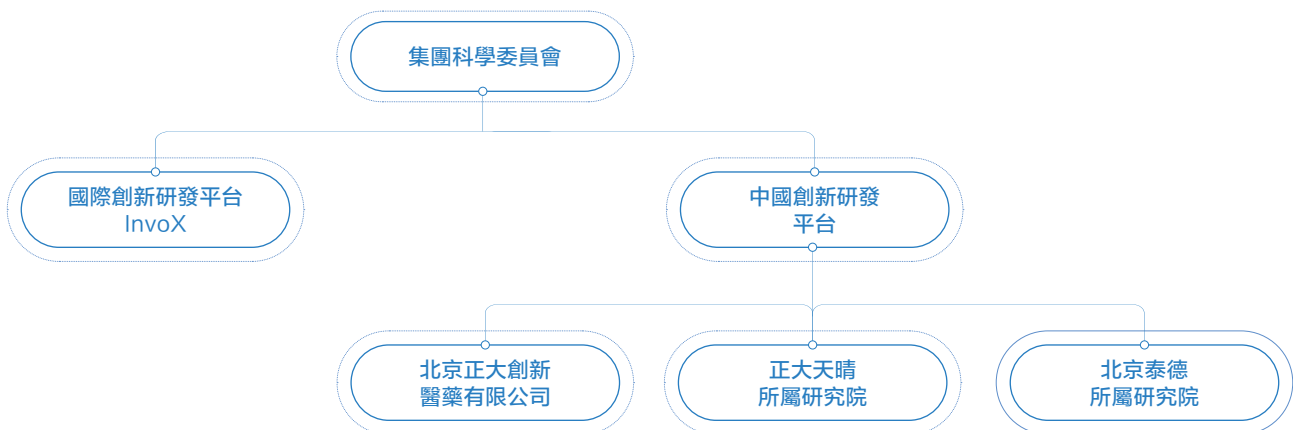 集團科學委員會
國際創新研發平台
InvoX
中國創新研發
平台
北京正大創新
醫藥有限公司
正大天晴
所屬研究院
北京泰德
所屬研究院